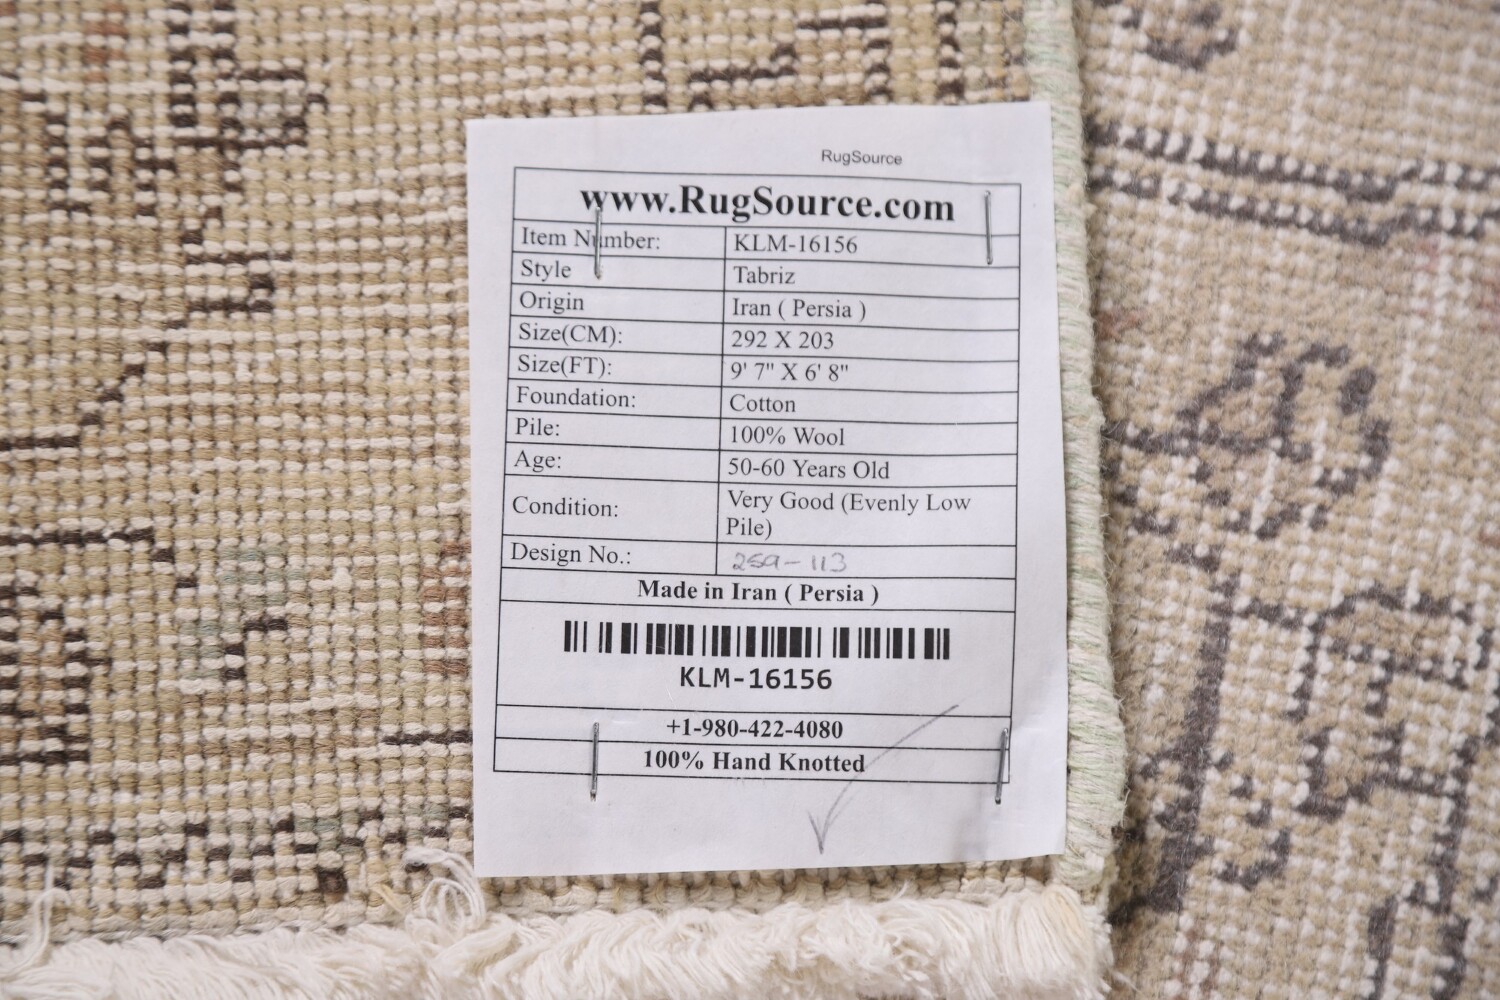 RugSource
www.RugSource.com
Item Number: KLM-16156
Style Tabriz
Origin Iran ( Persia )
Size(CM): 292 X 203
Size(FT): 9' 7" X 6' 8"
Foundation: Cotton
Pile: 100% Wool
Age: 50-60 Years Old
Condition: Very Good (Evenly Low
Pile)
Design No.: 259-113
Made in Iran ( Persia )
KLM-16156
+1-980-422-4080
100% Hand Knotted